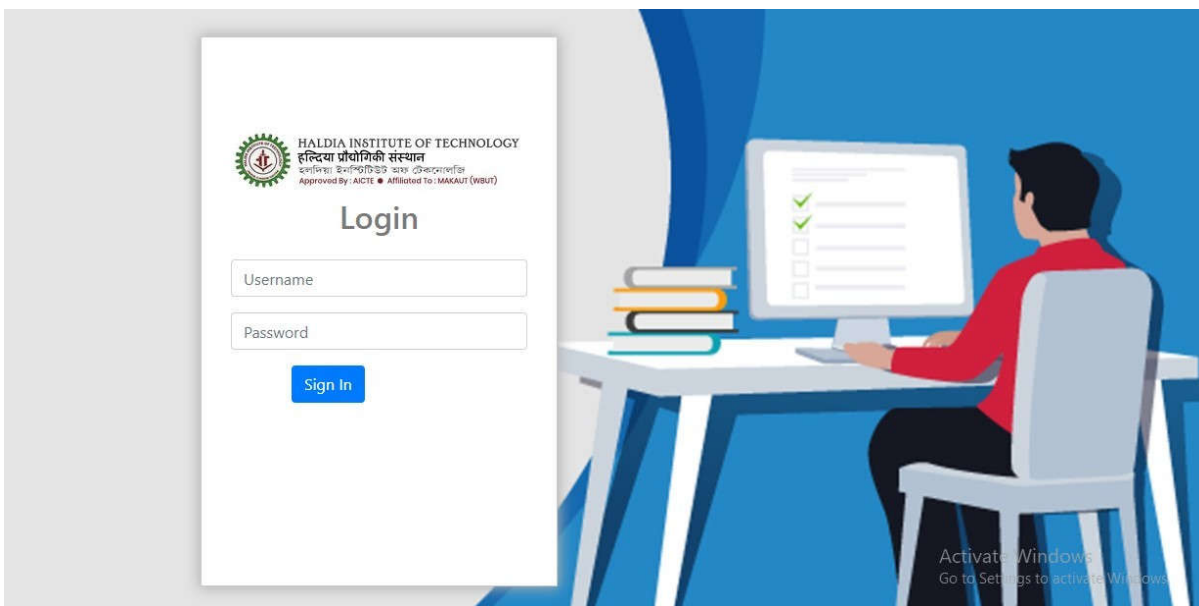 HALDIA INSTITUTE OF TECHNOLOGY
हल्दिया प्रौद्योगिकी संस्थान
হলদিয়া ইনস্টিটিউট অফ টেকনোলজি
Approved By : AICTE ● Affiliated To : MAKAUT (WBUT)
Login
Username
Password
Sign In
Activate Windows
Go to Settings to activate Windows.